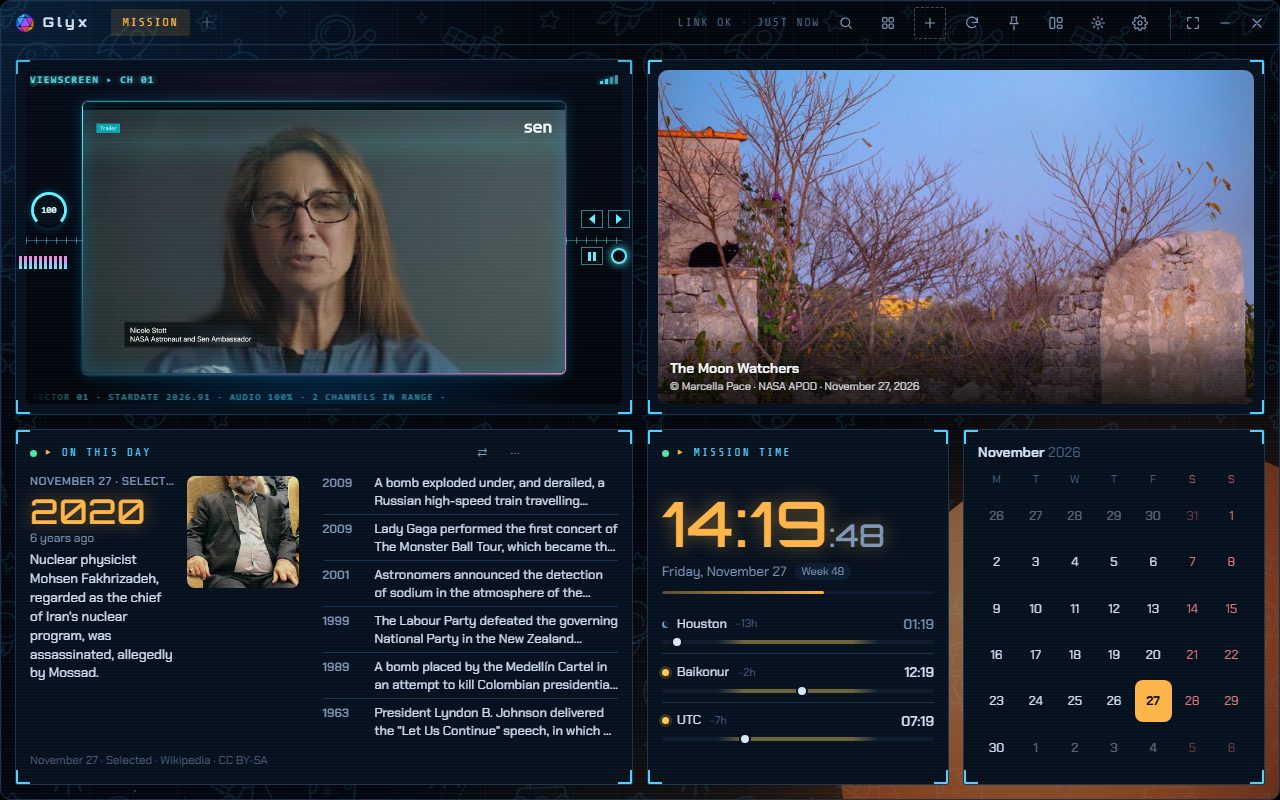 Glyx
MISSION
LINK OK · JUST NOW
VIEWSCREEN ▸ CH 01
Trailer
sen
100
Nicole Stott
NASA Astronaut and Sen Ambassador
ECTOR 01 · STARDATE 2026.91 · AUDIO 100% · 2 CHANNELS IN RANGE ·
The Moon Watchers
© Marcella Pace · NASA APOD · November 27, 2026
ON THIS DAY
NOVEMBER 27 · SELECT...
2020
6 years ago
Nuclear physicist
Mohsen Fakhrizadeh,
regarded as the chief
of Iran's nuclear
program, was
assassinated, allegedly
by Mossad.
2009 A bomb exploded under, and derailed, a
Russian high-speed train travelling...
2009 Lady Gaga performed the first concert of
The Monster Ball Tour, which became th...
2001 Astronomers announced the detection
of sodium in the atmosphere of the...
1999 The Labour Party defeated the governing
National Party in the New Zealand...
1989 A bomb placed by the Medellín Cartel in
an attempt to kill Colombian presidentia...
1963 President Lyndon B. Johnson delivered
the "Let Us Continue" speech, in which ...
November 27 · Selected · Wikipedia · CC BY-SA
MISSION TIME
14:19:48
Friday, November 27 Week 48
Houston -13h 01:19
Baikonur -2h 12:19
UTC -7h 07:19
November 2026
M T W T F S S
26 27 28 29 30 31 1
2 3 4 5 6 7 8
9 10 11 12 13 14 15
16 17 18 19 20 21 22
23 24 25 26 27 28 29
30 1 2 3 4 5 6